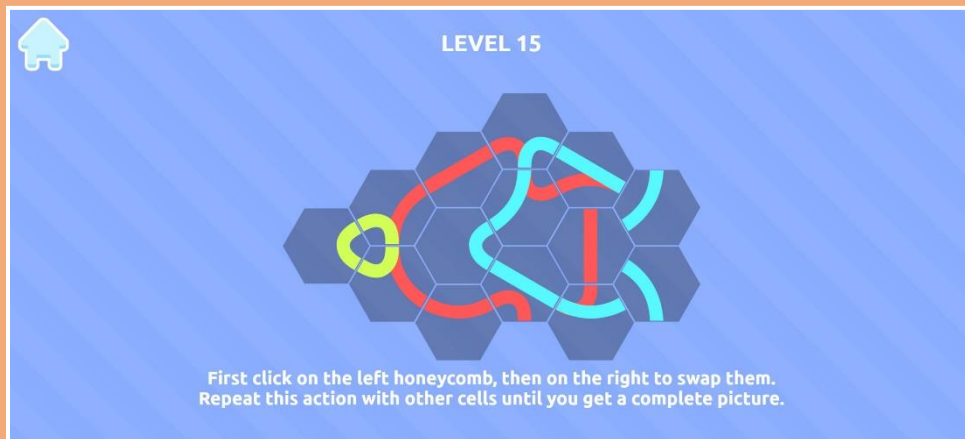 LEVEL 15
First click on the left honeycomb, then on the right to swap them.
Repeat this action with other cells until you get a complete picture.